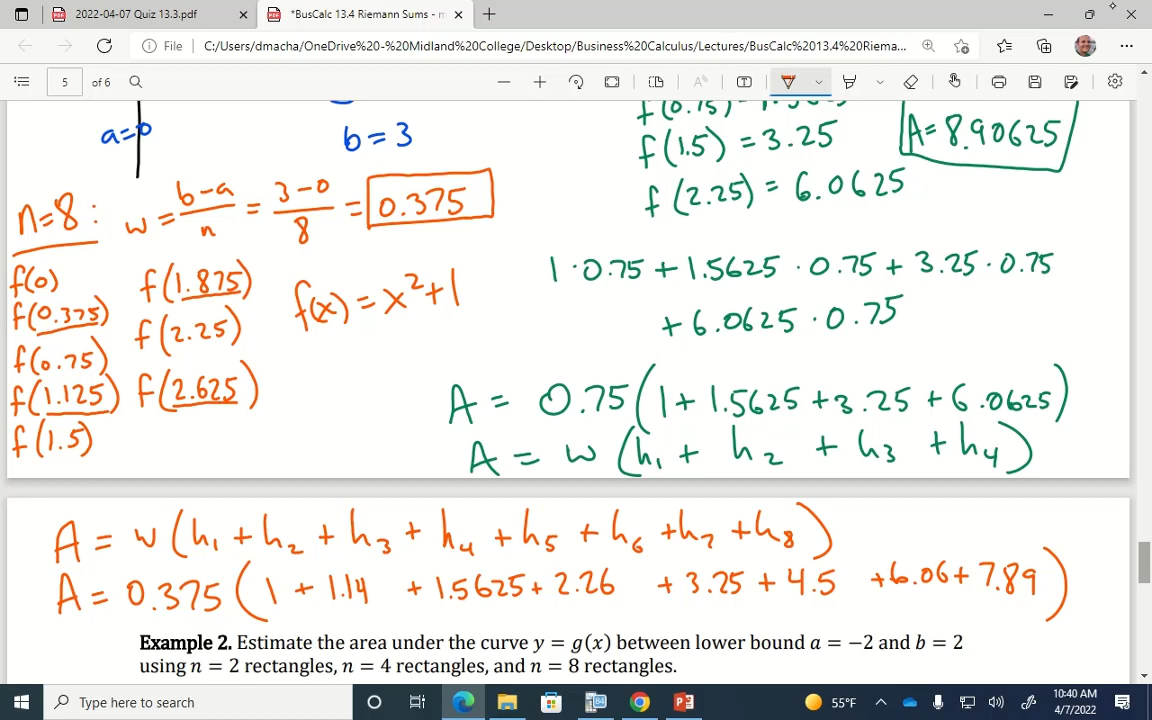 2022-04-07 Quiz 13.3.pdf
*BusCalc 13.4 Riemann Sums - m
File
C:/Users/dmacha/OneDrive%20-%20Midland%20College/Desktop/Business%20Calculus/Lectures/BusCalc%2013.4%20Riema...
5 of 6
a=0
b = 3
f(0.75) = 1.5625
f(1.5) = 3.25
f(2.25) = 6.0625
A= 8.90625
n=8: w = b-a/n = 3-0/8 = 0.375
f(0) f(1.875)
f(0.375) f(2.25)
f(0.75) f(2.625)
f(1.125)
f(1.5)
f(x) = x²+1
1·0.75 + 1.5625·0.75 + 3.25·0.75
+ 6.0625·0.75
A = 0.75(1+ 1.5625 + 3.25 + 6.0625)
A = w(h₁ + h₂ + h₃ + h₄)
A = w(h₁ + h₂ + h₃ + h₄ + h₅ + h₆ + h₇ + h₈)
A = 0.375(1 + 1.14 + 1.5625 + 2.26 + 3.25 + 4.5 + 6.06 + 7.89)
Example 2. Estimate the area under the curve y = g(x) between lower bound a = −2 and b = 2
using n = 2 rectangles, n = 4 rectangles, and n = 8 rectangles.
Type here to search
55°F
10:40 AM
4/7/2022